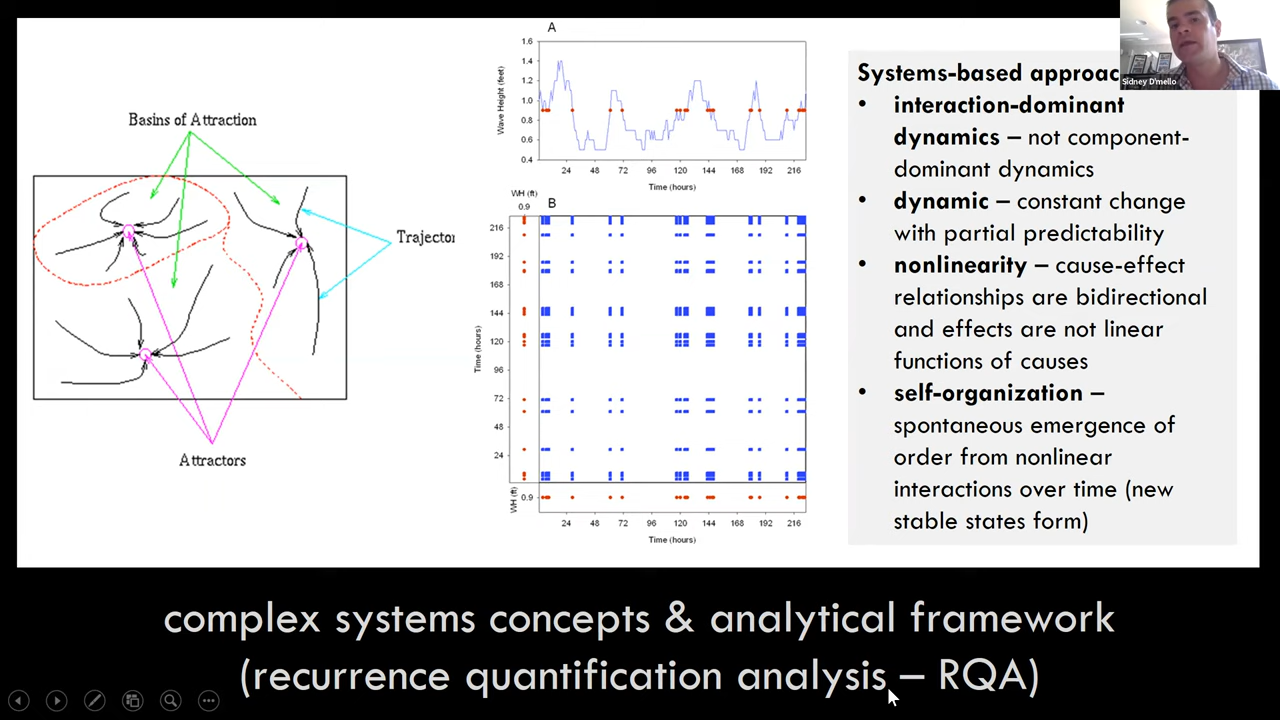 Basins of Attraction
Trajector
Attractors
A
Wave Height (feet)
1.6
1.4
1.2
1.0
0.8
0.6
0.4
24 48 72 96 120 144 168 192 216
Time (hours)
WH (ft)
0.9
B
Time (hours)
216
192
168
144
120
96
72
48
24
WH (ft)
0.9
24 48 72 96 120 144 168 192 216
Time (hours)
Systems-based approac
• interaction-dominant
dynamics – not component-
dominant dynamics
• dynamic – constant change
with partial predictability
• nonlinearity – cause-effect
relationships are bidirectional
and effects are not linear
functions of causes
• self-organization –
spontaneous emergence of
order from nonlinear
interactions over time (new
stable states form)
Sidney D'mello
complex systems concepts & analytical framework
(recurrence quantification analysis – RQA)